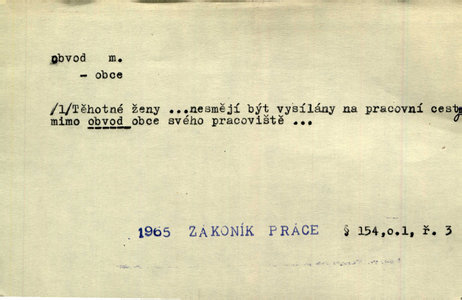 obvod m.
– obce
/1/Těhotné ženy ...nesmějí být vysílány na pracovní cesty
mimo obvod obce svého pracoviště ...
1965 ZÁKONÍK PRÁCE § 154,o.1, ř. 3